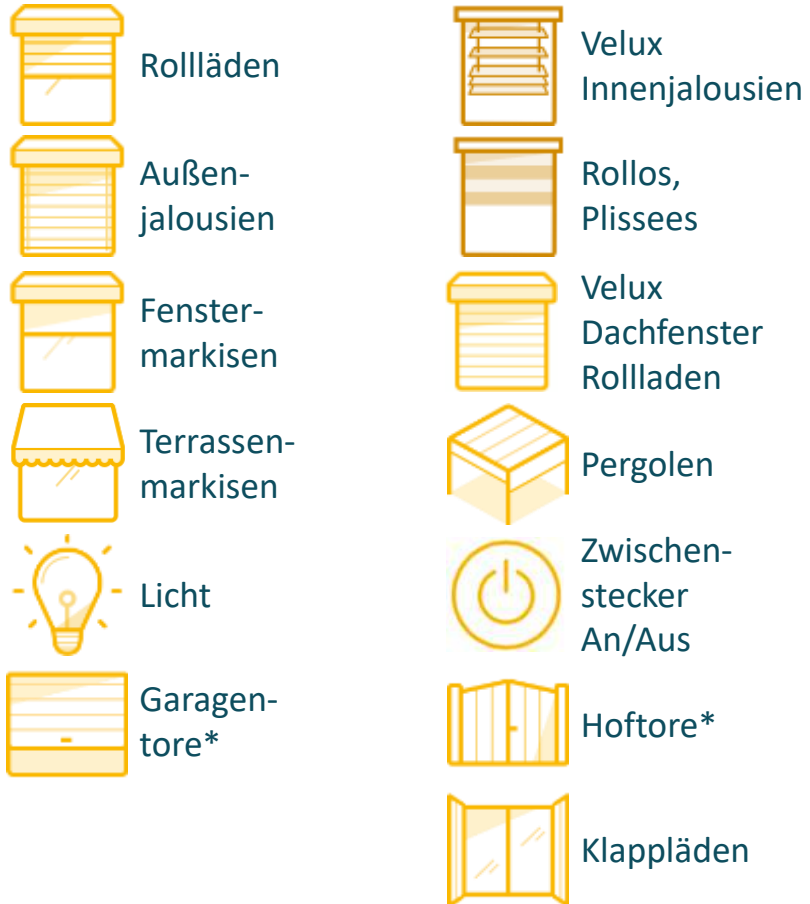 Rollläden
Außen-
jalousien
Fenster-
markisen
Terrassen-
markisen
Licht
Garagen-
tore*
Velux
Innenjalousien
Rollos,
Plissees
Velux
Dachfenster
Rollladen
Pergolen
Zwischen-
stecker
An/Aus
Hoftore*
Klappläden